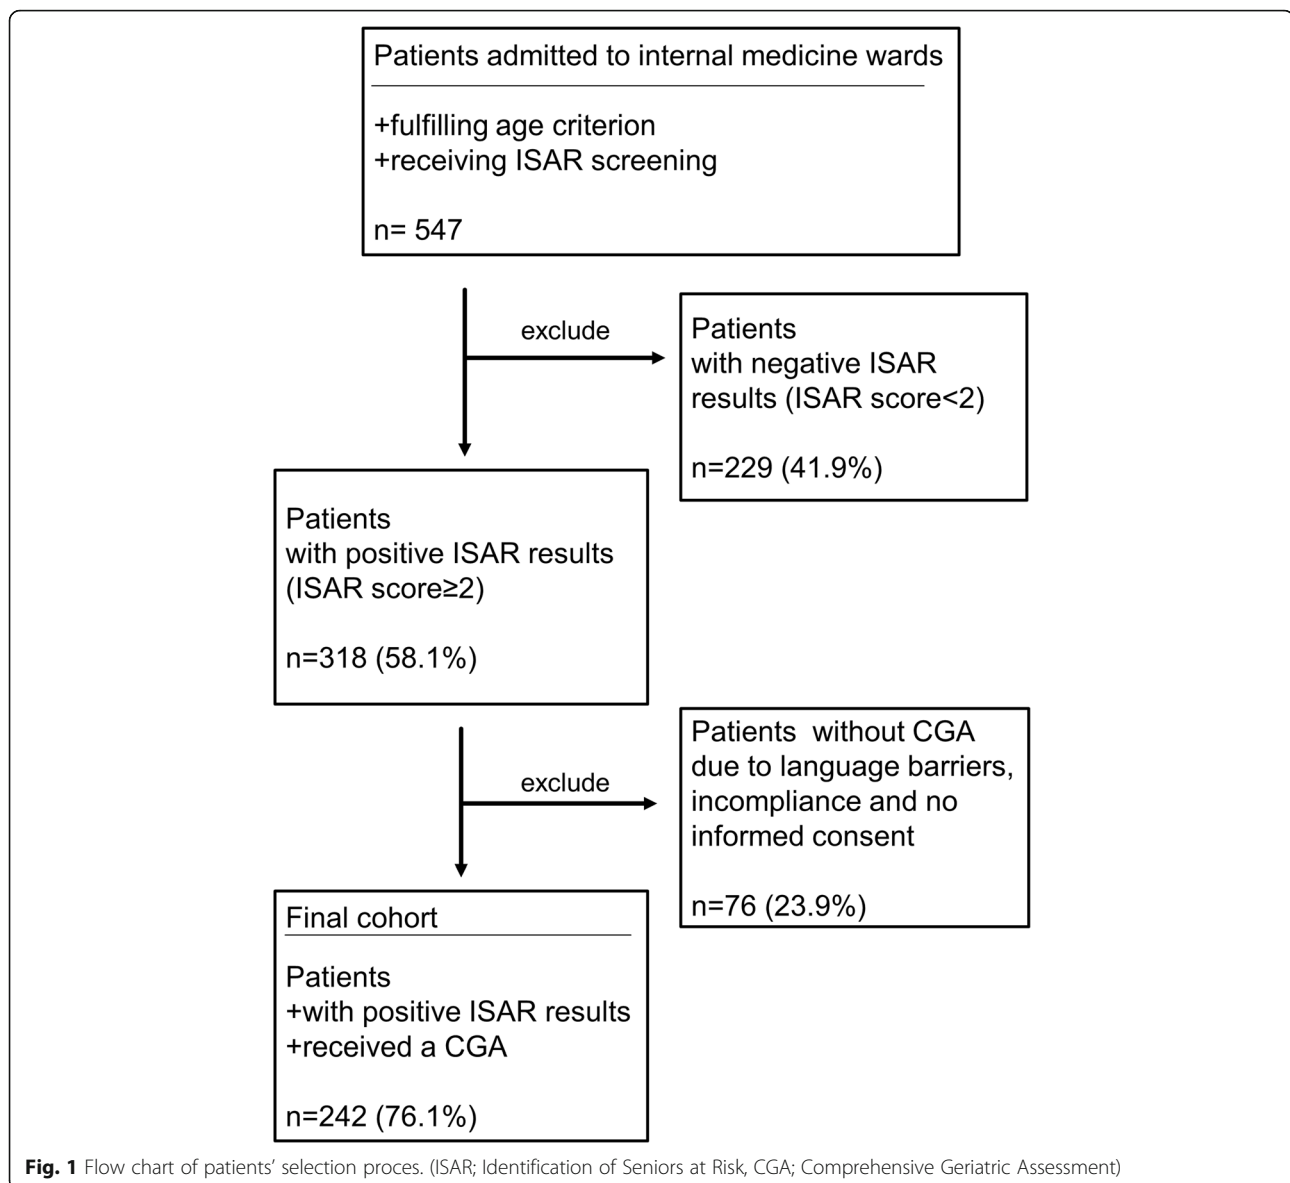 Patients admitted to internal medicine wards
+fulfilling age criterion
+receiving ISAR screening
n= 547
exclude
Patients
with negative ISAR
results (ISAR score<2)
n=229 (41.9%)
Patients
with positive ISAR results
(ISAR score≥2)
n=318 (58.1%)
exclude
Patients  without CGA
due to language barriers,
incompliance and no
informed consent
n=76 (23.9%)
Final cohort
Patients
+with positive ISAR results
+received a CGA
n=242 (76.1%)
Fig. 1 Flow chart of patients’ selection proces. (ISAR; Identification of Seniors at Risk, CGA; Comprehensive Geriatric Assessment)